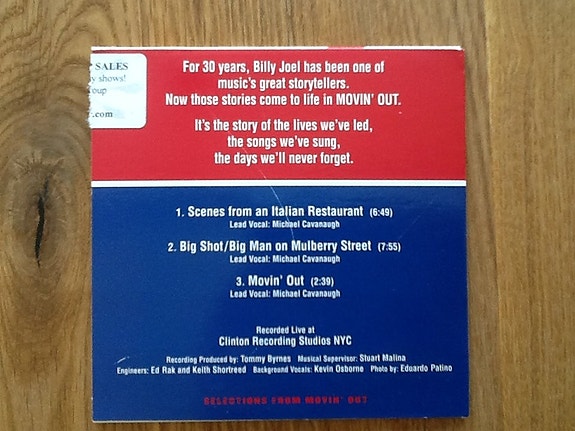 SALES
shows!
For 30 years, Billy Joel has been one of
music's great storytellers.
Now those stories come to life in MOVIN' OUT.
It's the story of the lives we've led,
the songs we've sung,
the days we'll never forget.
1. Scenes from an Italian Restaurant (6:49)
Lead Vocal: Michael Cavanaugh
2. Big Shot/Big Man on Mulberry Street (7:55)
Lead Vocal: Michael Cavanaugh
3. Movin' Out (2:39)
Lead Vocal: Michael Cavanaugh
Recorded Live at
Clinton Recording Studios NYC
Recording Produced by: Tommy Byrnes Musical Supervisor: Stuart Malina
Engineers: Ed Rak and Keith Shortreed Background Vocals: Kevin Osborne Photo by: Eduardo Patino
SELECTIONS FROM MOVIN' OUT